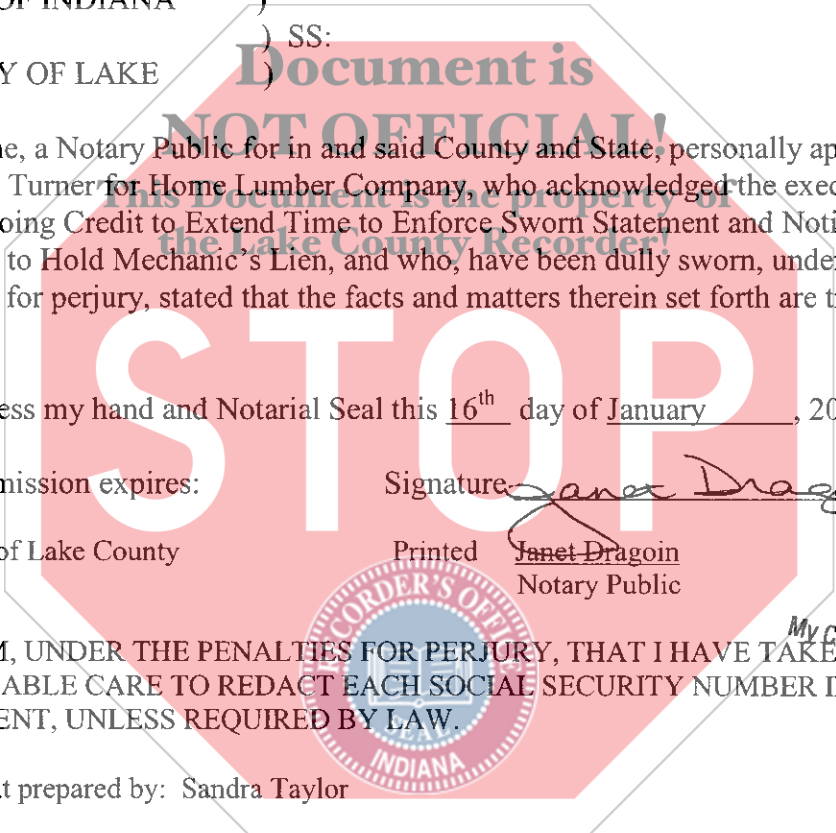 OF INDIANA )
) SS:
Y OF LAKE )
Document is
NOT OFFICIAL!
This Document is the property of
the Lake County Recorder!
e, a Notary Public for in and said County and State, personally ap
Turner for Home Lumber Company, who acknowledged the exec
oing Credit to Extend Time to Enforce Sworn Statement and Noti
to Hold Mechanic's Lien, and who, have been dully sworn, unde
for perjury, stated that the facts and matters therein set forth are t
STOP
ess my hand and Notarial Seal this 16th day of January , 20
mission expires: Signature Janet Drag
of Lake County Printed Janet Dragoin
Notary Public
My C
M, UNDER THE PENALTIES FOR PERJURY, THAT I HAVE TAKE
ABLE CARE TO REDACT EACH SOCIAL SECURITY NUMBER I
ENT, UNLESS REQUIRED BY LAW.
RECORDER'S OFFICE
SEAL
INDIANA
t prepared by: Sandra Taylor